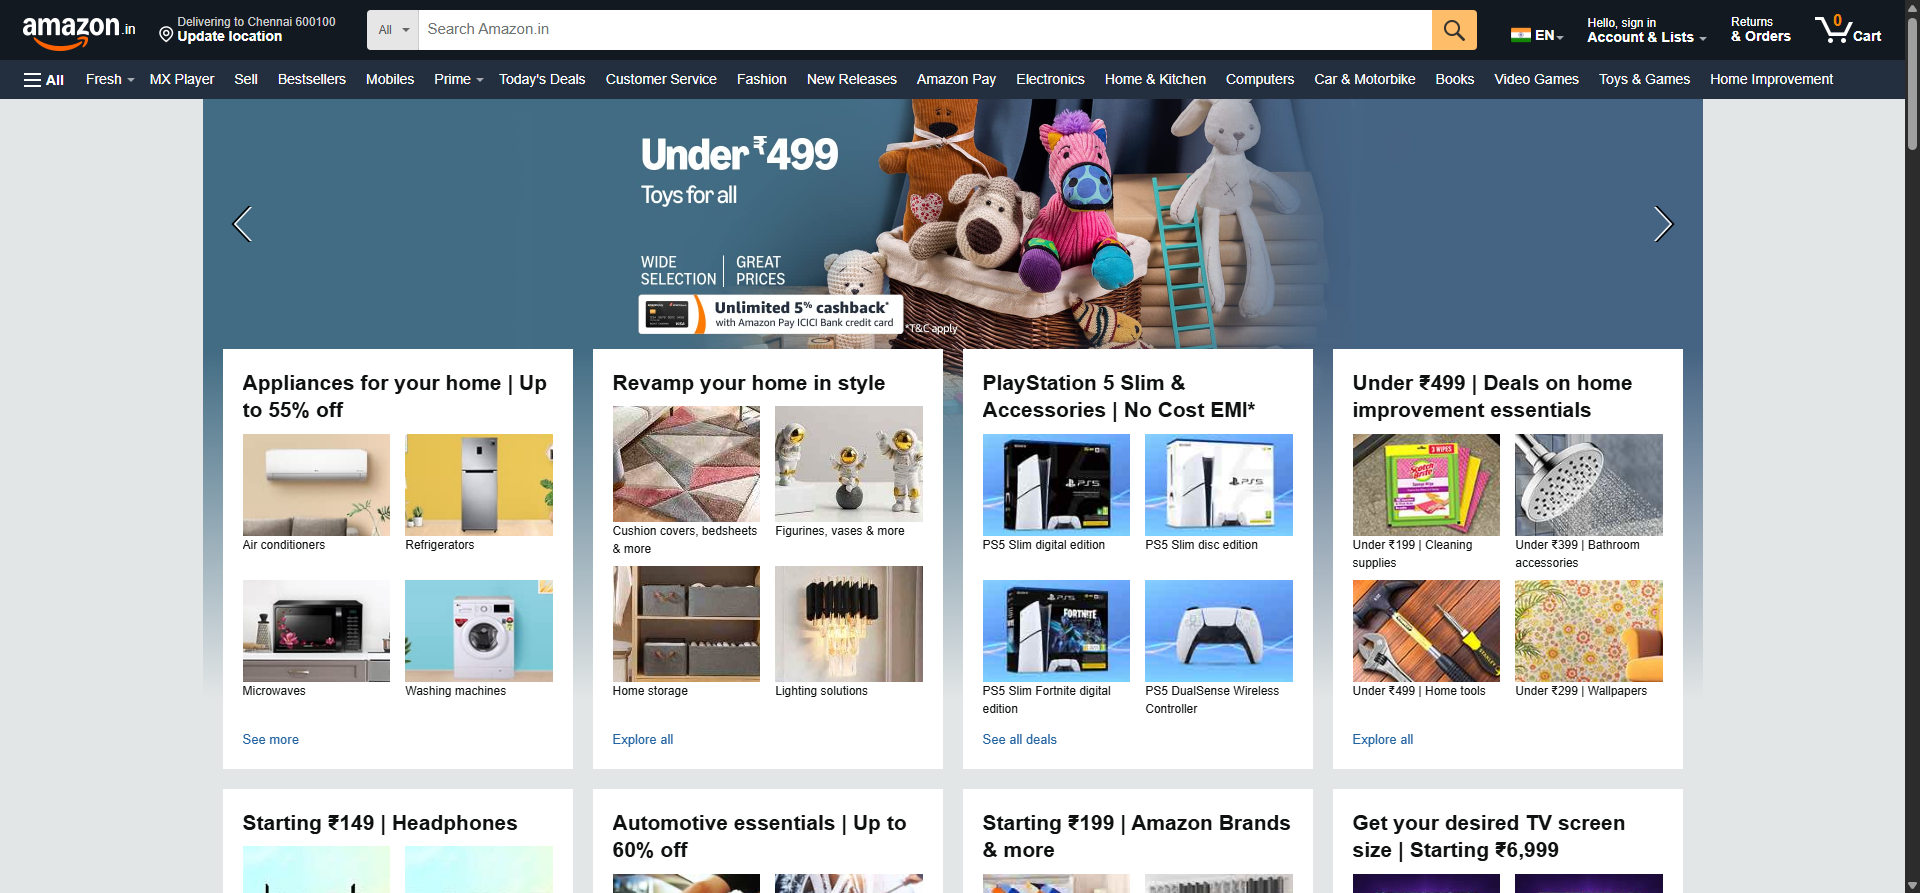 amazon.in
Delivering to Chennai 600100
Update location
All
Search Amazon.in
EN
Hello, sign in
Account & Lists
Returns
& Orders
0
Cart
All
Fresh
MX Player
Sell
Bestsellers
Mobiles
Prime
Today's Deals
Customer Service
Fashion
New Releases
Amazon Pay
Electronics
Home & Kitchen
Computers
Car & Motorbike
Books
Video Games
Toys & Games
Home Improvement
Under ₹499
Toys for all
WIDE
SELECTION
GREAT
PRICES
Unlimited 5% cashback*
with Amazon Pay ICICI Bank credit card
*T&C apply
Appliances for your home | Up
to 55% off
Air conditioners
Refrigerators
Microwaves
Washing machines
See more
Revamp your home in style
Cushion covers, bedsheets
& more
Figurines, vases & more
Home storage
Lighting solutions
Explore all
PlayStation 5 Slim &
Accessories | No Cost EMI*
PS5
PS5
PS5 Slim digital edition
PS5 Slim disc edition
PS5
FORTNITE
PS5 Slim Fortnite digital
edition
PS5 DualSense Wireless
Controller
See all deals
Under ₹499 | Deals on home
improvement essentials
3 WIPES
Scotch
Brite
Under ₹199 | Cleaning
supplies
Under ₹399 | Bathroom
accessories
STANLEY
Under ₹499 | Home tools
Under ₹299 | Wallpapers
Explore all
Starting ₹149 | Headphones
Automotive essentials | Up to
60% off
Starting ₹199 | Amazon Brands
& more
Get your desired TV screen
size | Starting ₹6,999